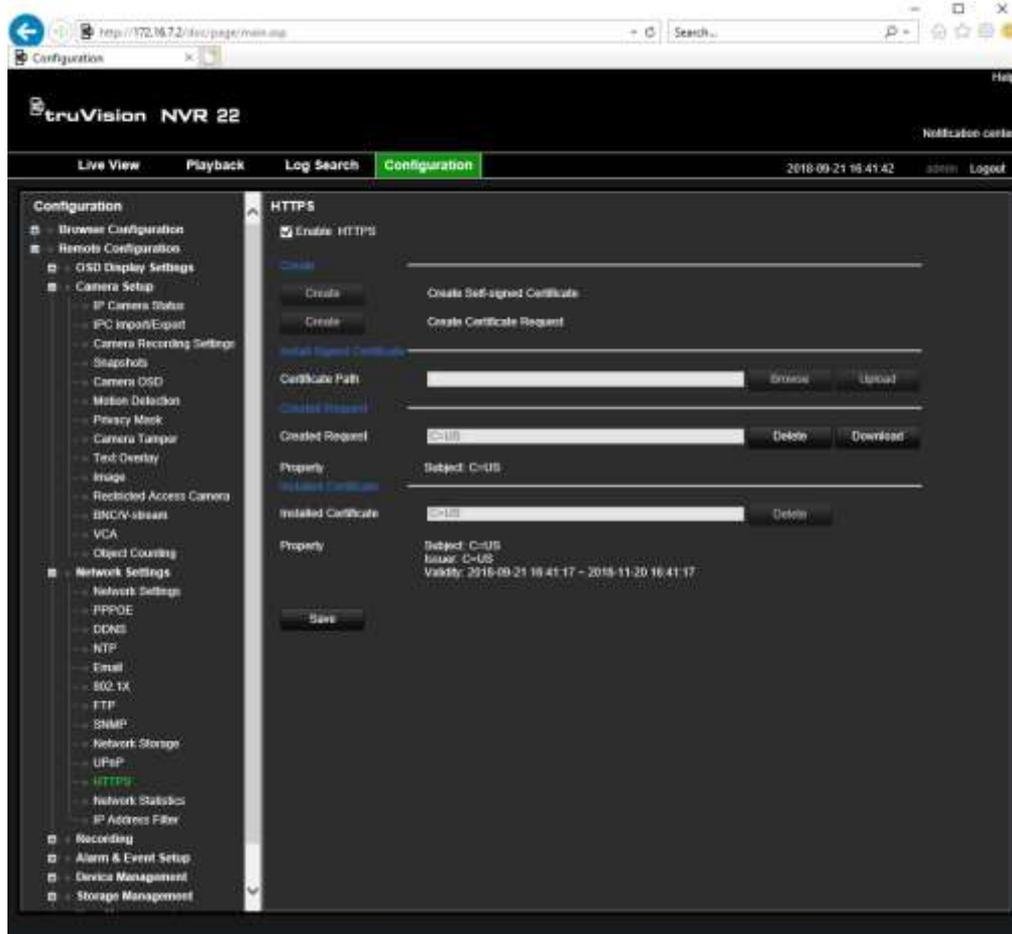 http://172.16.7.2/doc/page/main.asp
Search...
Configuration
Help
truVision NVR 22
Notification center
Live View Playback Log Search Configuration 2018-09-21 16:41:42 admin Logout
Configuration
Browser Configuration
Remote Configuration
OSD Display Settings
Camera Setup
IP Camera Status
IPC Import/Export
Camera Recording Settings
Snapshots
Camera OSD
Motion Detection
Privacy Mask
Camera Tamper
Text Overlay
Image
Restricted Access Camera
BNC/V-stream
VCA
Object Counting
Network Settings
Network Settings
PPPOE
DDNS
NTP
Email
802.1X
FTP
SNMP
Network Storage
UPnP
HTTPS
Network Statistics
IP Address Filter
Recording
Alarm & Event Setup
Device Management
Storage Management
HTTPS
Enable HTTPS
Create
Create Create Self-signed Certificate
Create Create Certificate Request
Install Signed Certificate
Certificate Path Browse Upload
Created Request
Created Request C=US Delete Download
Property Subject: C=US
Installed Certificate
Installed Certificate C=US Delete
Property Subject: C=US
Issuer: C=US
Validity: 2018-09-21 16:41:17 ~ 2018-11-20 16:41:17
Save